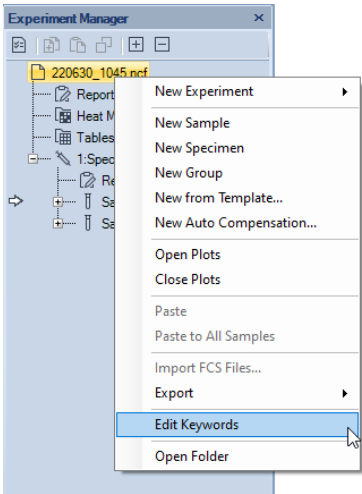 Experiment Manager
220630_1045.ncf
Report
Heat M
Tables
1:Spec
Re
Sa
Sa
New Experiment
New Sample
New Specimen
New Group
New from Template...
New Auto Compensation...
Open Plots
Close Plots
Paste
Paste to All Samples
Import FCS Files...
Export
Edit Keywords
Open Folder